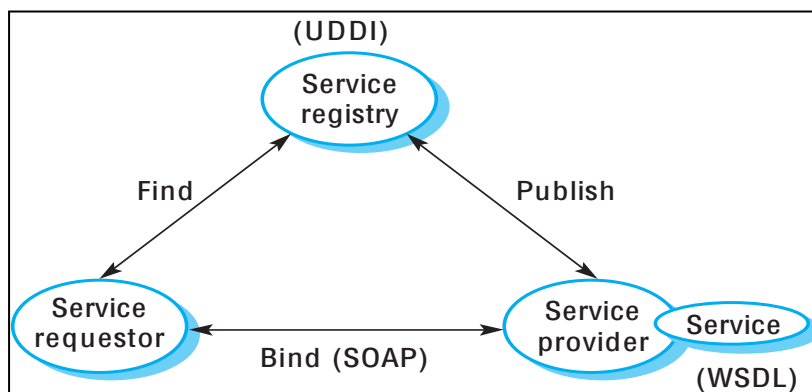 (UDDI)
Service
registry
Find
Publish
Service
requestor
Bind (SOAP)
Service
provider
Service
(WSDL)